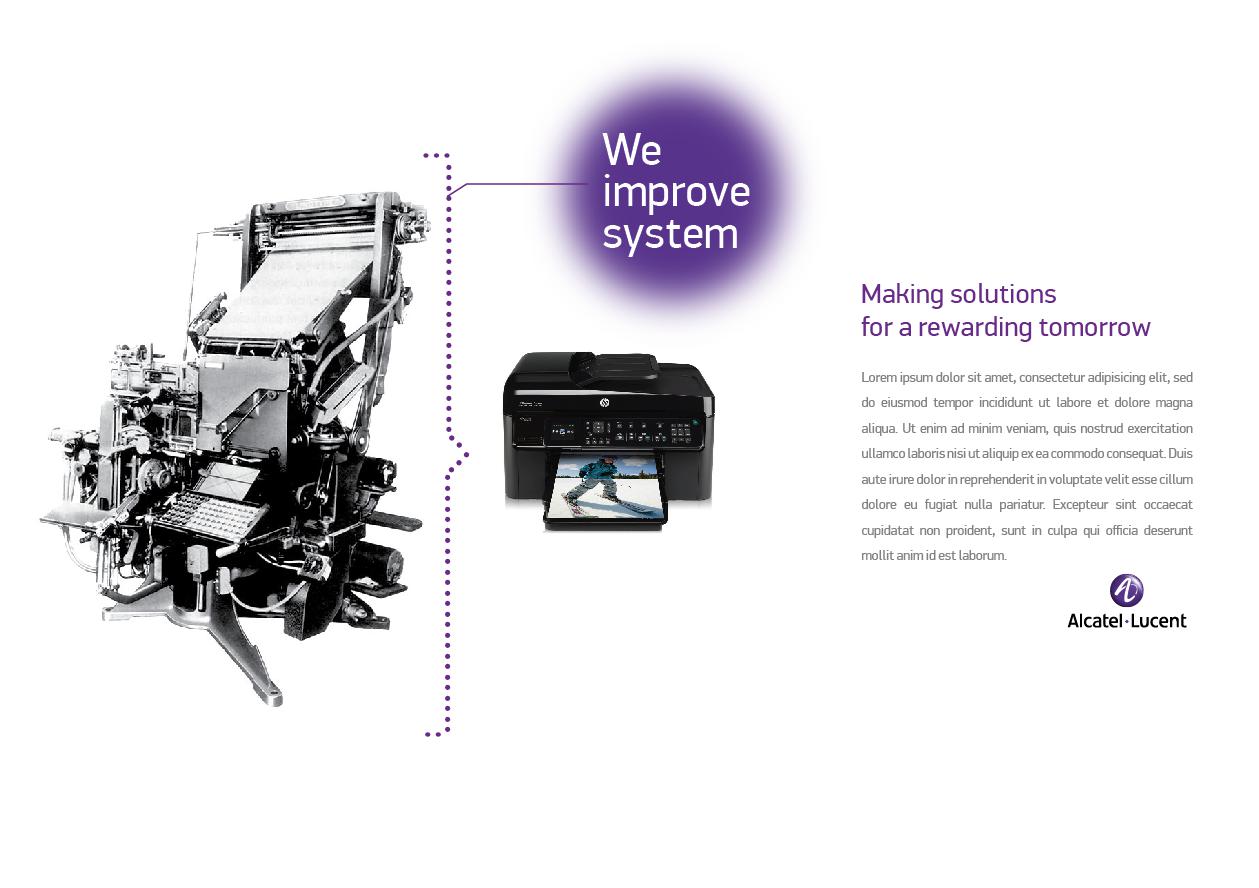 We
improve
system
Making solutions
for a rewarding tomorrow
Lorem ipsum dolor sit amet, consectetur adipisicing elit, sed
do eiusmod tempor incididunt ut labore et dolore magna
aliqua. Ut enim ad minim veniam, quis nostrud exercitation
ullamco laboris nisi ut aliquip ex ea commodo consequat. Duis
aute irure dolor in reprehenderit in voluptate velit esse cillum
dolore eu fugiat nulla pariatur. Excepteur sint occaecat
cupidatat non proident, sunt in culpa qui officia deserunt
mollit anim id est laborum.
Alcatel·Lucent
hp